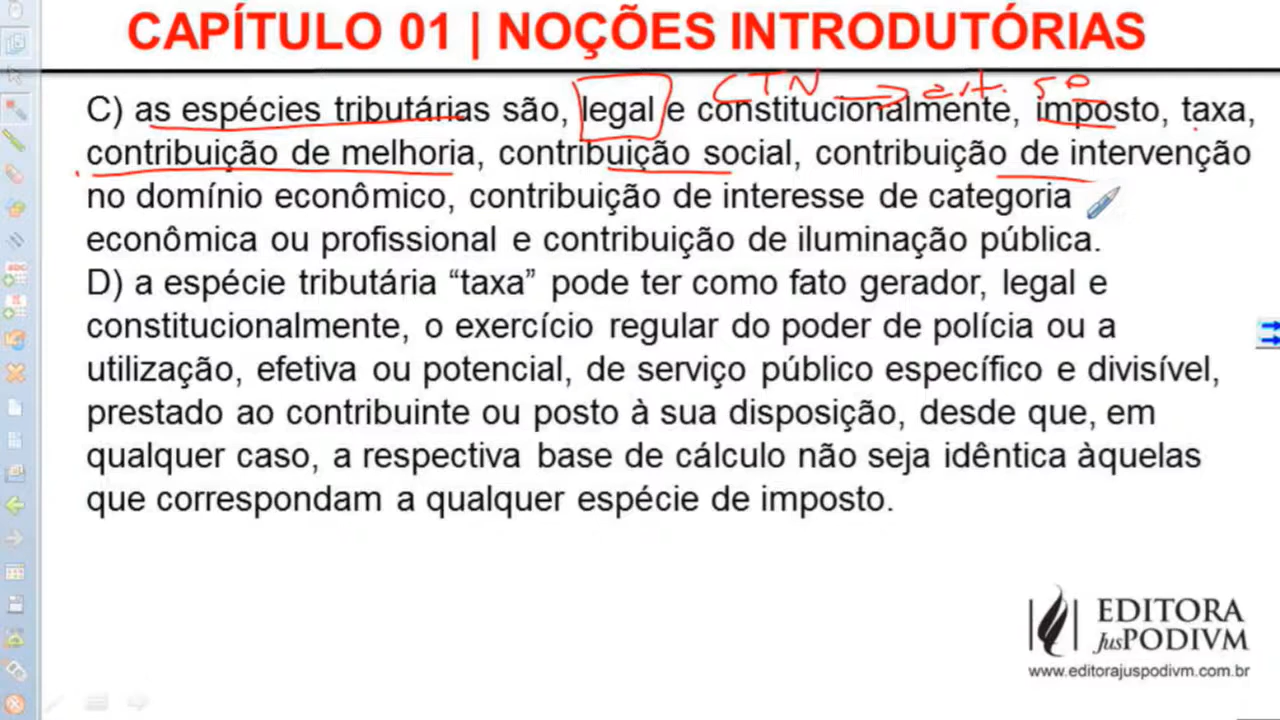 CAPÍTULO 01 | NOÇÕES INTRODUTÓRIAS
CTN → art. 5º
C) as espécies tributárias são, legal e constitucionalmente, imposto, taxa,
contribuição de melhoria, contribuição social, contribuição de intervenção
no domínio econômico, contribuição de interesse de categoria
econômica ou profissional e contribuição de iluminação pública.
D) a espécie tributária “taxa” pode ter como fato gerador, legal e
constitucionalmente, o exercício regular do poder de polícia ou a
utilização, efetiva ou potencial, de serviço público específico e divisível,
prestado ao contribuinte ou posto à sua disposição, desde que, em
qualquer caso, a respectiva base de cálculo não seja idêntica àquelas
que correspondam a qualquer espécie de imposto.
EDITORA
JusPODIVM
www.editorajuspodivm.com.br